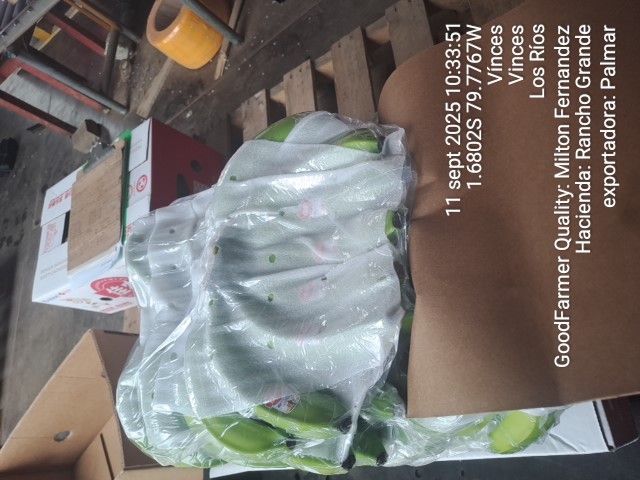 11 sept 2025 10:33:51
1.6802S 79.7767W
Vínces
Vinces
Los Ríos
GoodFarmer Quality: Milton Fernandez
Hacienda: Rancho Grande
exportadora: Palmar